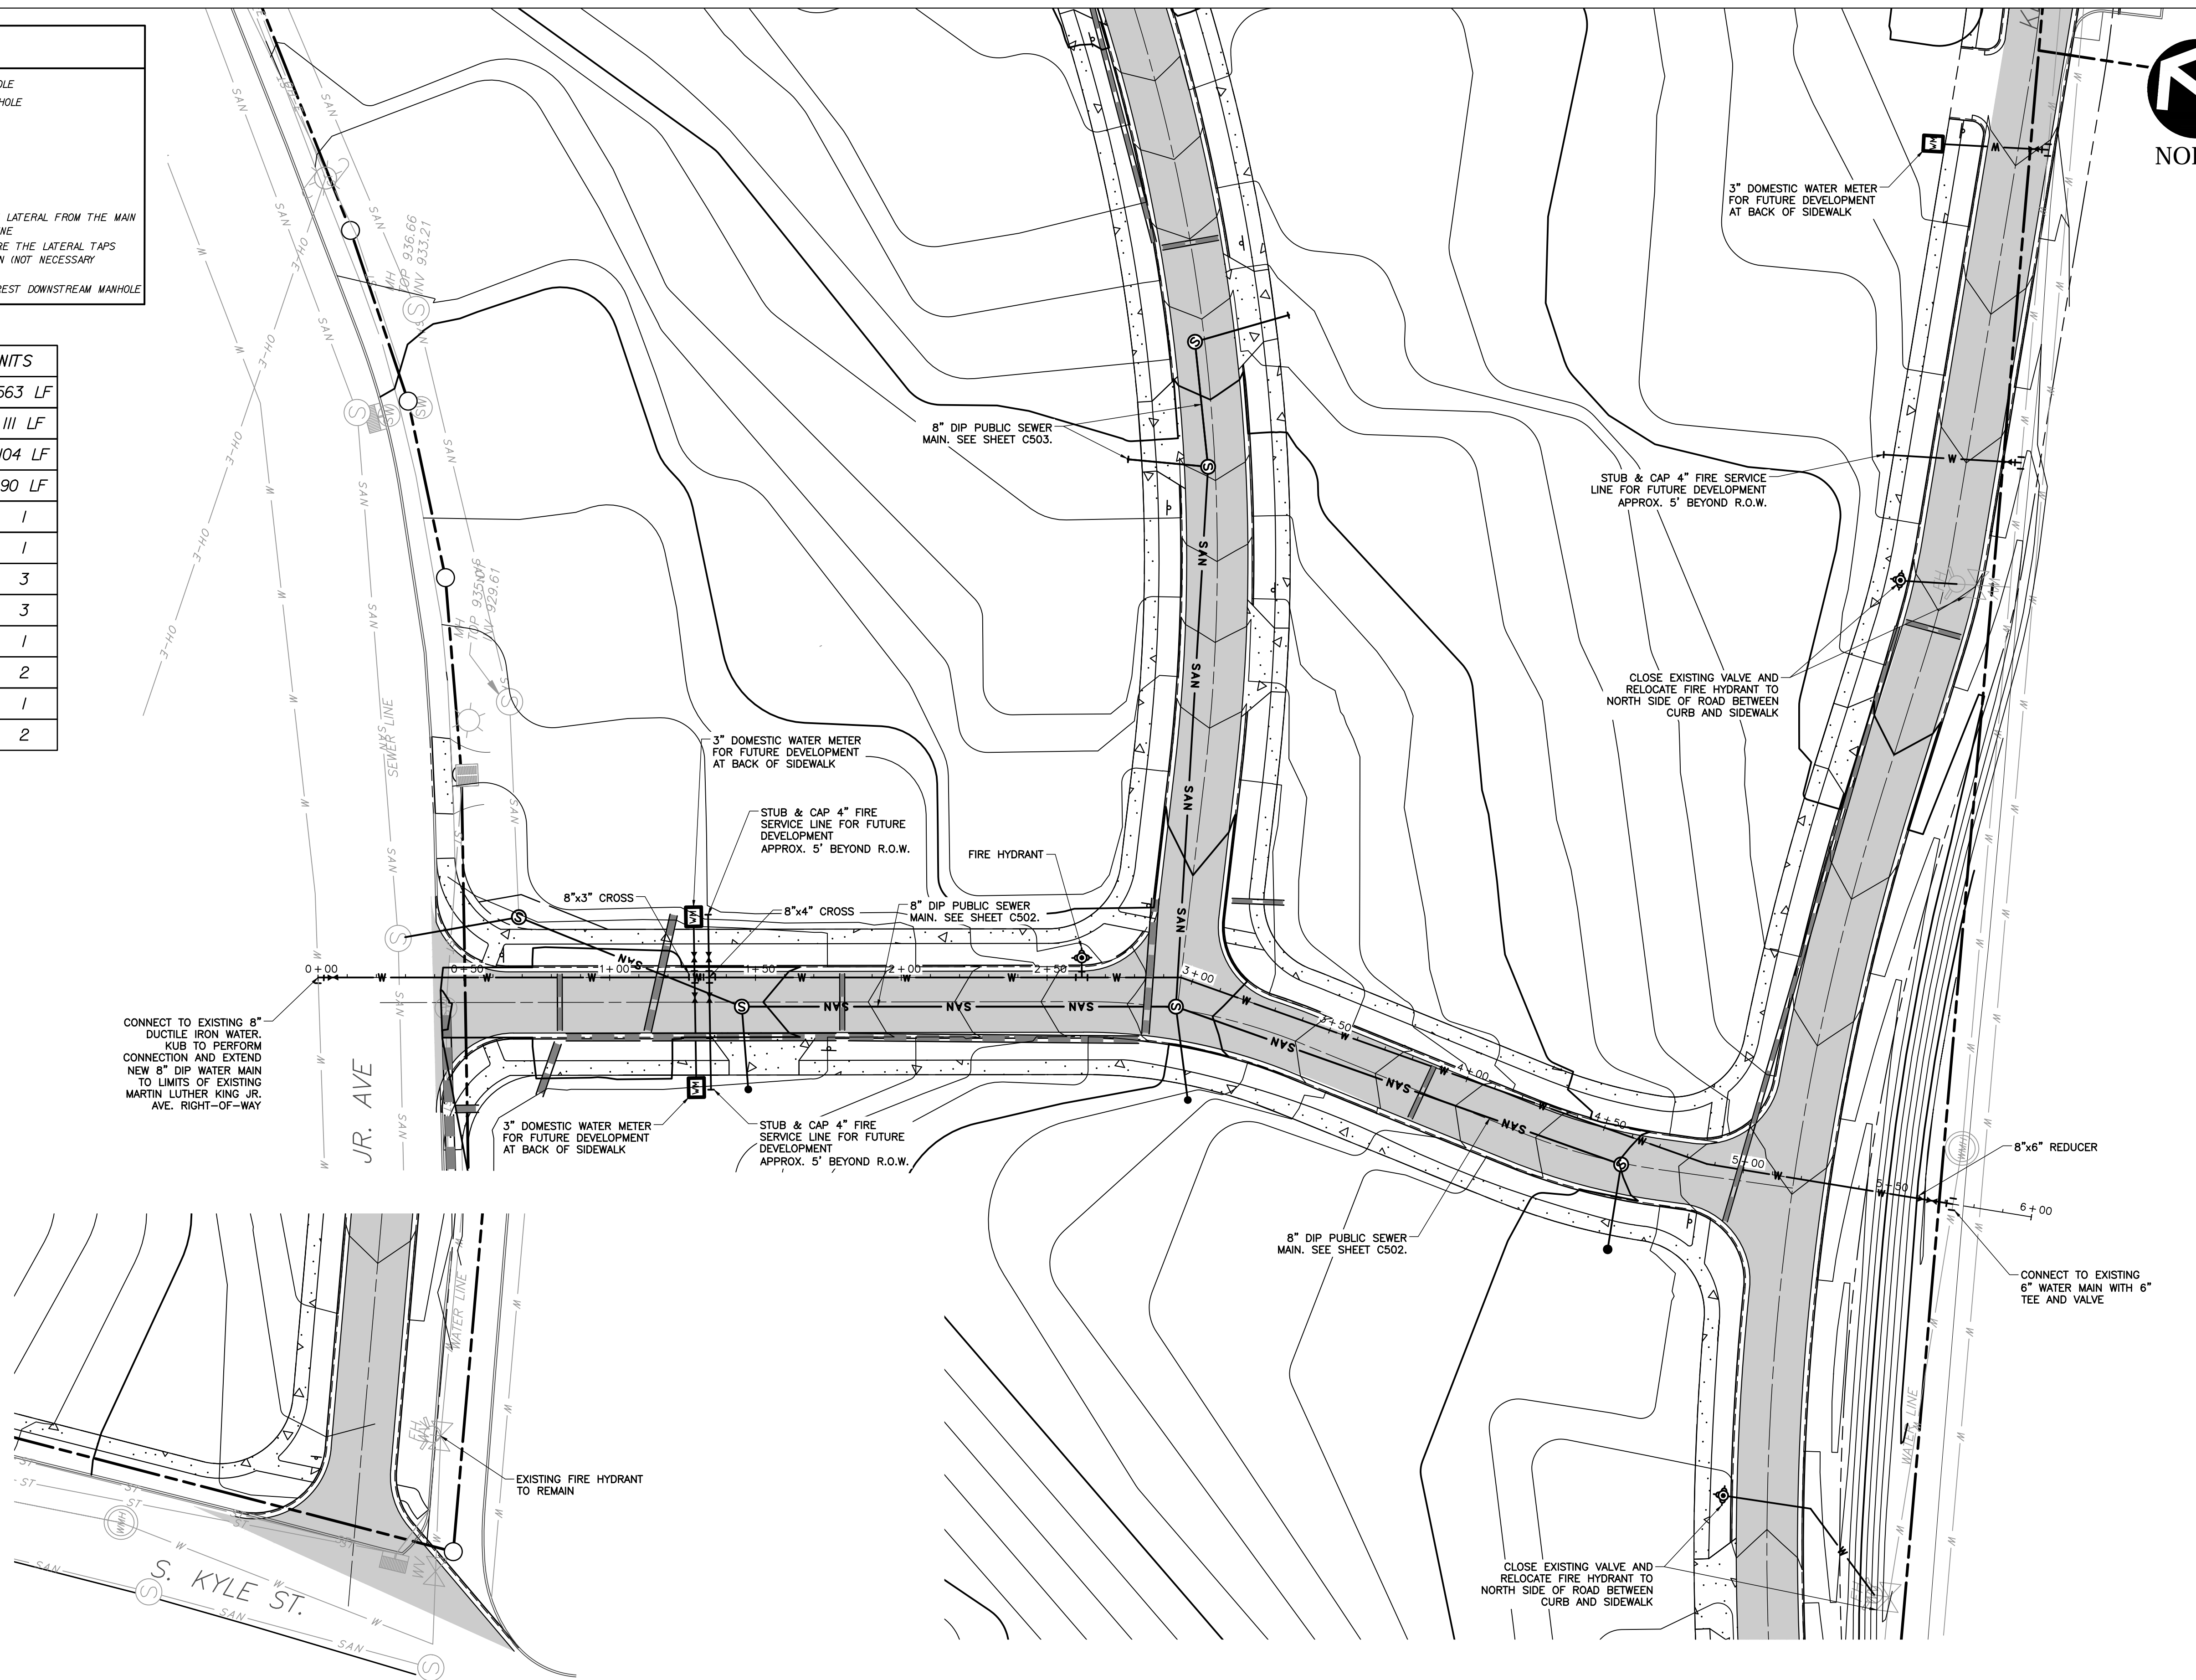 OLE
HOLE
LATERAL FROM THE MAIN
NE
RE THE LATERAL TAPS
N (NOT NECESSARY
REST DOWNSTREAM MANHOLE
NITS
563 LF
111 LF
104 LF
90 LF
1
1
3
3
1
2
1
2
MH
TOP 936.66
INV 933.21
SAN
OH-E
W
3" DOMESTIC WATER METER
FOR FUTURE DEVELOPMENT
AT BACK OF SIDEWALK
8" DIP PUBLIC SEWER
MAIN. SEE SHEET C503.
STUB & CAP 4" FIRE SERVICE
LINE FOR FUTURE DEVELOPMENT
APPROX. 5' BEYOND R.O.W.
CLOSE EXISTING VALVE AND
RELOCATE FIRE HYDRANT TO
NORTH SIDE OF ROAD BETWEEN
CURB AND SIDEWALK
SEWER LINE
3" DOMESTIC WATER METER
FOR FUTURE DEVELOPMENT
AT BACK OF SIDEWALK
STUB & CAP 4" FIRE
SERVICE LINE FOR FUTURE
DEVELOPMENT
APPROX. 5' BEYOND R.O.W.
FIRE HYDRANT
8"x3" CROSS
8"x4" CROSS
8" DIP PUBLIC SEWER
MAIN. SEE SHEET C502.
0+00
0+50
1+00
1+50
2+00
2+50
3+00
3+50
4+00
4+50
5+00
5+50
6+00
CONNECT TO EXISTING 8"
DUCTILE IRON WATER.
KUB TO PERFORM
CONNECTION AND EXTEND
NEW 8" DIP WATER MAIN
TO LIMITS OF EXISTING
MARTIN LUTHER KING JR.
AVE. RIGHT-OF-WAY
JR. AVE
3" DOMESTIC WATER METER
FOR FUTURE DEVELOPMENT
AT BACK OF SIDEWALK
STUB & CAP 4" FIRE
SERVICE LINE FOR FUTURE
DEVELOPMENT
APPROX. 5' BEYOND R.O.W.
8"x6" REDUCER
8" DIP PUBLIC SEWER
MAIN. SEE SHEET C502.
CONNECT TO EXISTING
6" WATER MAIN WITH 6"
TEE AND VALVE
WATER LINE
WATER LINE
EXISTING FIRE HYDRANT
TO REMAIN
WMH
WMH
ST
S. KYLE ST.
CLOSE EXISTING VALVE AND
RELOCATE FIRE HYDRANT TO
NORTH SIDE OF ROAD BETWEEN
CURB AND SIDEWALK